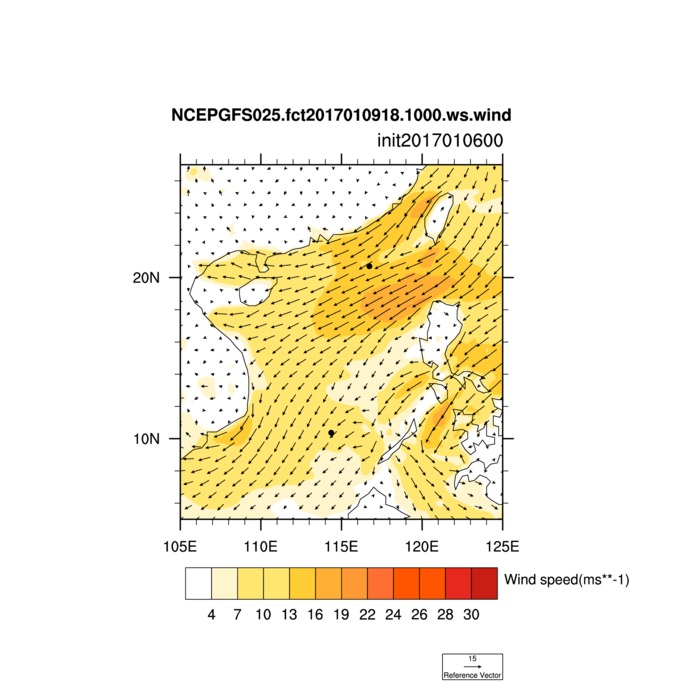 NCEPGFS025.fct2017010918.1000.ws.wind
init2017010600
20N
10N
105E 110E 115E 120E 125E
Wind speed(ms**-1)
4 7 10 13 16 19 22 24 26 28 30
15
Reference Vector